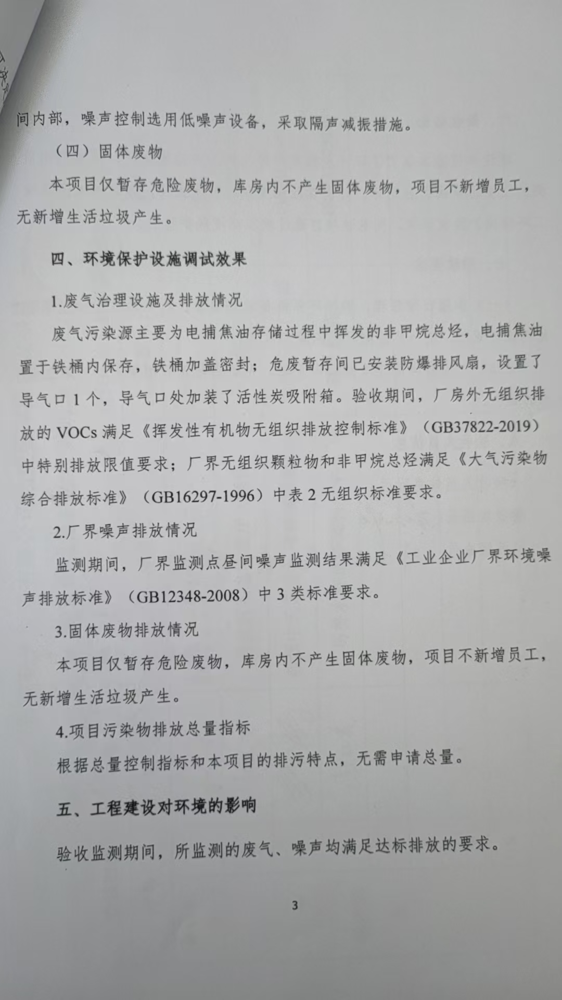 间内部，噪声控制选用低噪声设备，采取隔声减振措施。
（四）固体废物
本项目仅暂存危险废物，库房内不产生固体废物，项目不新增员工，
无新增生活垃圾产生。
四、环境保护设施调试效果
1.废气治理设施及排放情况
废气污染源主要为电捕焦油存储过程中挥发的非甲烷总烃，电捕焦油
置于铁桶内保存，铁桶加盖密封；危废暂存间已安装防爆排风扇，设置了
导气口 1 个，导气口处加装了活性炭吸附箱。验收期间，厂房外无组织排
放的 VOCs 满足《挥发性有机物无组织排放控制标准》（GB37822-2019）
中特别排放限值要求；厂界无组织颗粒物和非甲烷总烃满足《大气污染物
综合排放标准》（GB16297-1996）中表 2 无组织标准要求。
2.厂界噪声排放情况
监测期间，厂界监测点昼间噪声监测结果满足《工业企业厂界环境噪
声排放标准》（GB12348-2008）中 3 类标准要求。
3.固体废物排放情况
本项目仅暂存危险废物，库房内不产生固体废物，项目不新增员工，
无新增生活垃圾产生。
4.项目污染物排放总量指标
根据总量控制指标和本项目的排污特点，无需申请总量。
五、工程建设对环境的影响
验收监测期间，所监测的废气、噪声均满足达标排放的要求。
3